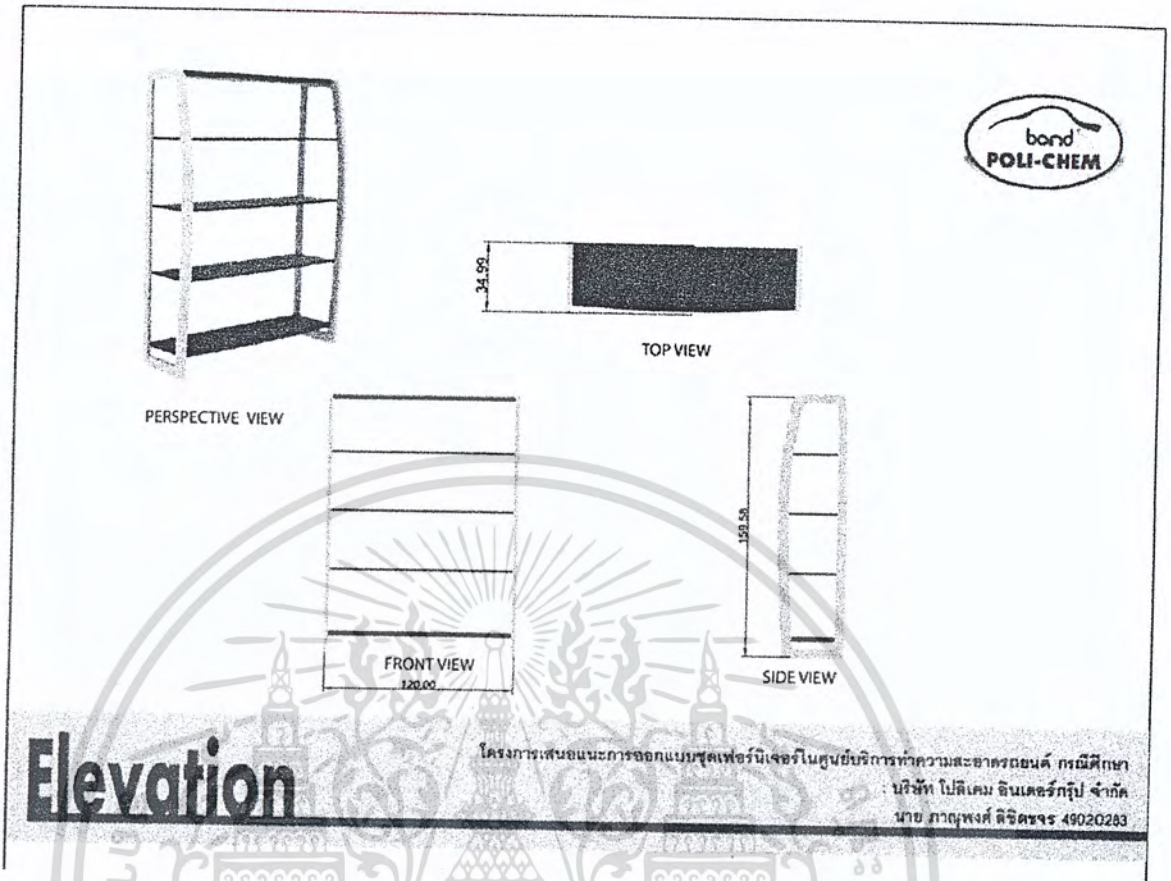 bond
POLI-CHEM
34.99
TOP VIEW
PERSPECTIVE VIEW
159.58
FRONT VIEW
120.00
SIDE VIEW
Elevation
โครงการเสนอแนะการออกแบบชุดเฟอร์นิเจอร์ในศูนย์บริการทำความสะอาดรถยนต์ กรณีศึกษา
: บริษัท โปลิเคม อินเตอร์กรุ๊ป จำกัด
นาย ภาณุพงศ์ 49020283